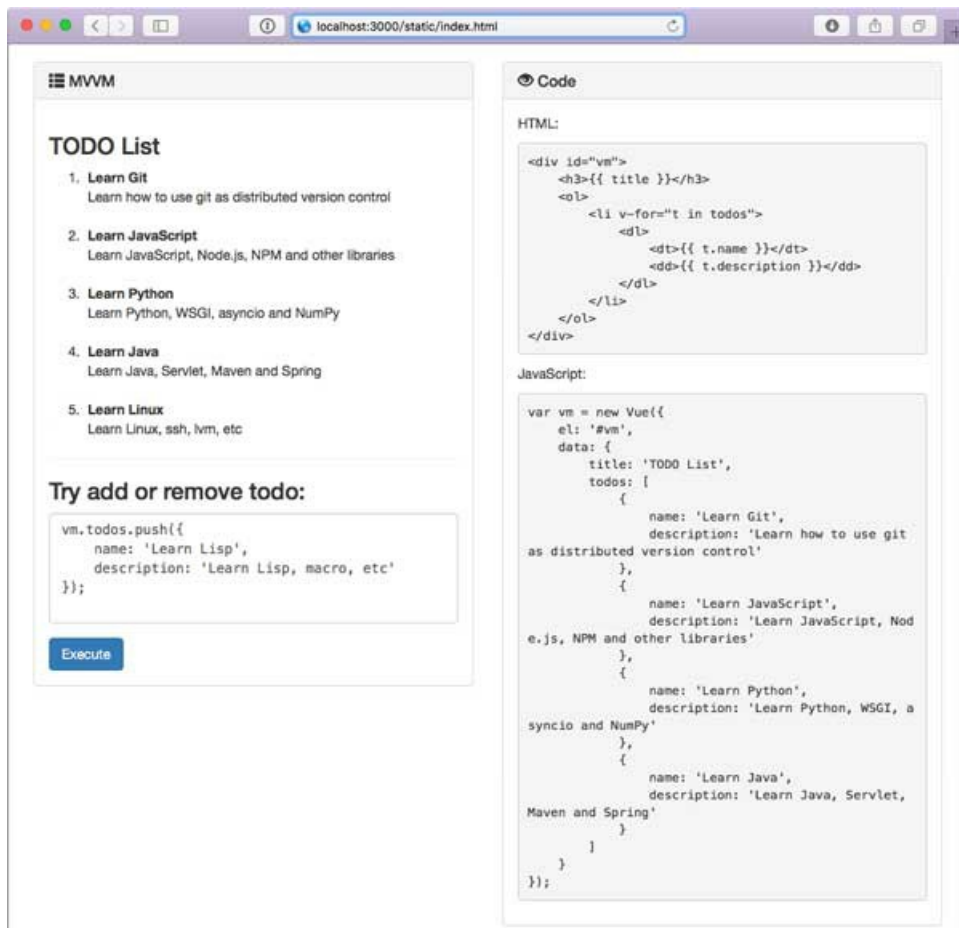 localhost:3000/static/index.html
MVVM
TODO List
1. Learn Git
Learn how to use git as distributed version control
2. Learn JavaScript
Learn JavaScript, Node.js, NPM and other libraries
3. Learn Python
Learn Python, WSGI, asyncio and NumPy
4. Learn Java
Learn Java, Servlet, Maven and Spring
5. Learn Linux
Learn Linux, ssh, lvm, etc
Try add or remove todo:
vm.todos.push({
    name: 'Learn Lisp',
    description: 'Learn Lisp, macro, etc'
});
Execute
Code
HTML:
<div id="vm">
    <h3>{{ title }}</h3>
    <ol>
        <li v-for="t in todos">
            <dl>
                <dt>{{ t.name }}</dt>
                <dd>{{ t.description }}</dd>
            </dl>
        </li>
    </ol>
</div>
JavaScript:
var vm = new Vue({
    el: '#vm',
    data: {
        title: 'TODO List',
        todos: [
            {
                name: 'Learn Git',
                description: 'Learn how to use git
as distributed version control'
            },
            {
                name: 'Learn JavaScript',
                description: 'Learn JavaScript, Nod
e.js, NPM and other libraries'
            },
            {
                name: 'Learn Python',
                description: 'Learn Python, WSGI, a
syncio and NumPy'
            },
            {
                name: 'Learn Java',
                description: 'Learn Java, Servlet,
Maven and Spring'
            }
        ]
    }
});